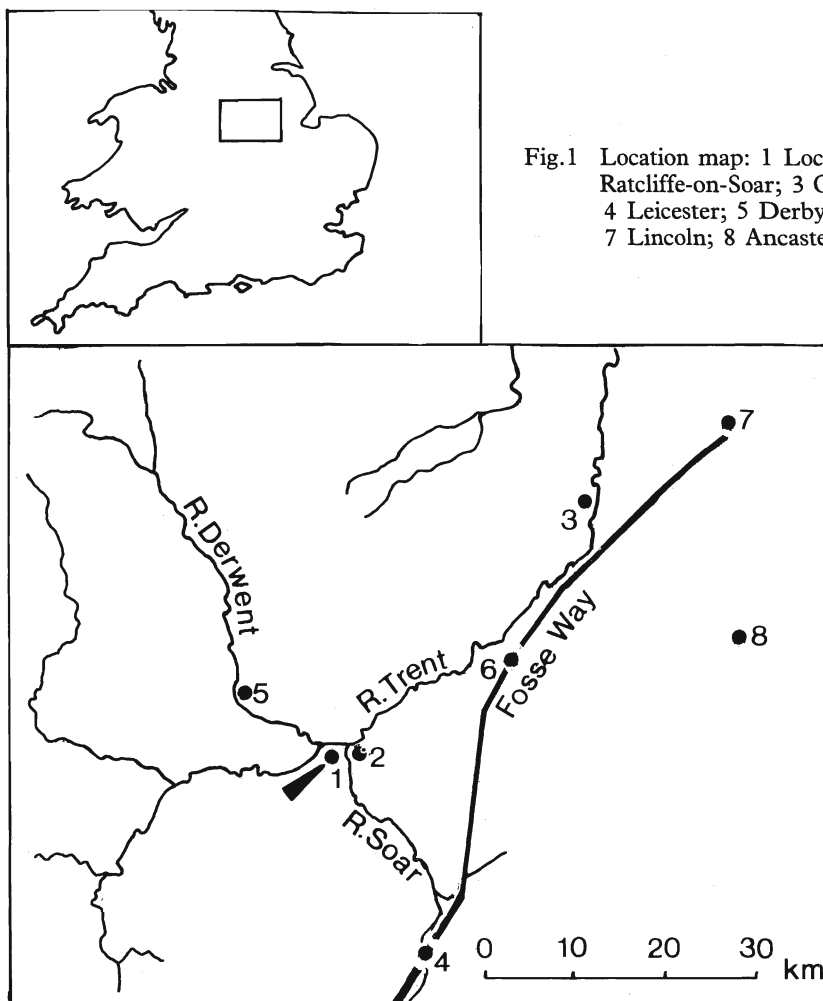 Fig.1 Location map: 1 Loc
Ratcliffe-on-Soar; 3 C
4 Leicester; 5 Derby
7 Lincoln; 8 Ancaste
7
3
R.Derwent
8
6
Fosse Way
R.Trent
5
2
1
R.Soar
4
0 10 20 30
km